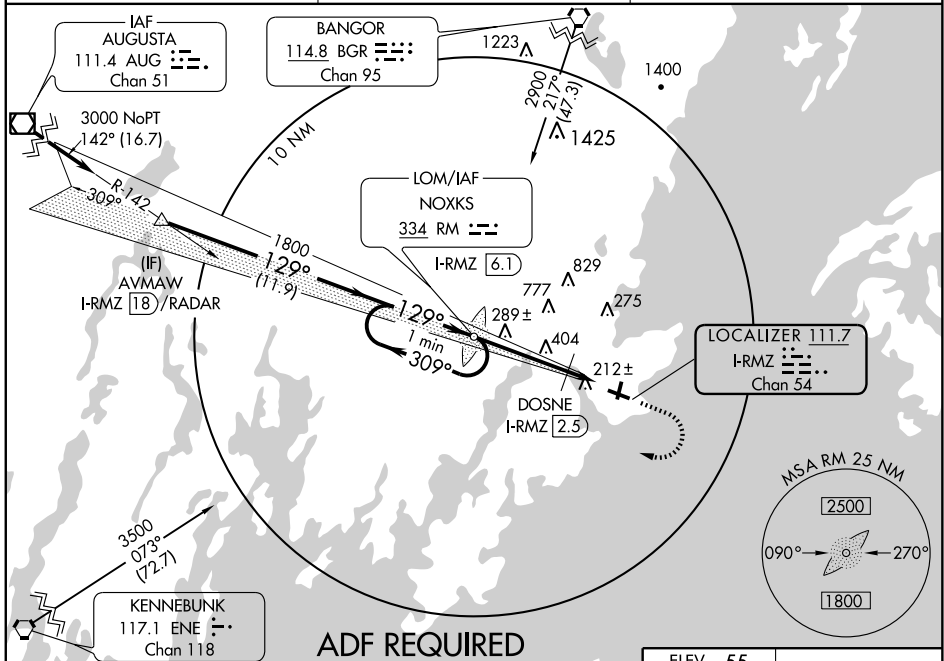 IAF
AUGUSTA
111.4 AUG
Chan 51
BANGOR
114.8 BGR
Chan 95
1223
1400
2900
217°
(47.3)
1425
3000 NoPT
142° (16.7)
10 NM
R-142
309°
LOM/IAF
NOXKS
334 RM
I-RMZ 6.1
1800
129°
(11.9)
(IF)
AVMAW
I-RMZ 18 /RADAR
129°
1 min
309°
829
777
275
289±
404
212±
LOCALIZER 111.7
I-RMZ
Chan 54
DOSNE
I-RMZ 2.5
MSA RM 25 NM
2500
090°
270°
1800
3500
073°
(72.7)
KENNEBUNK
117.1 ENE
Chan 118
ADF REQUIRED
ELEV 55